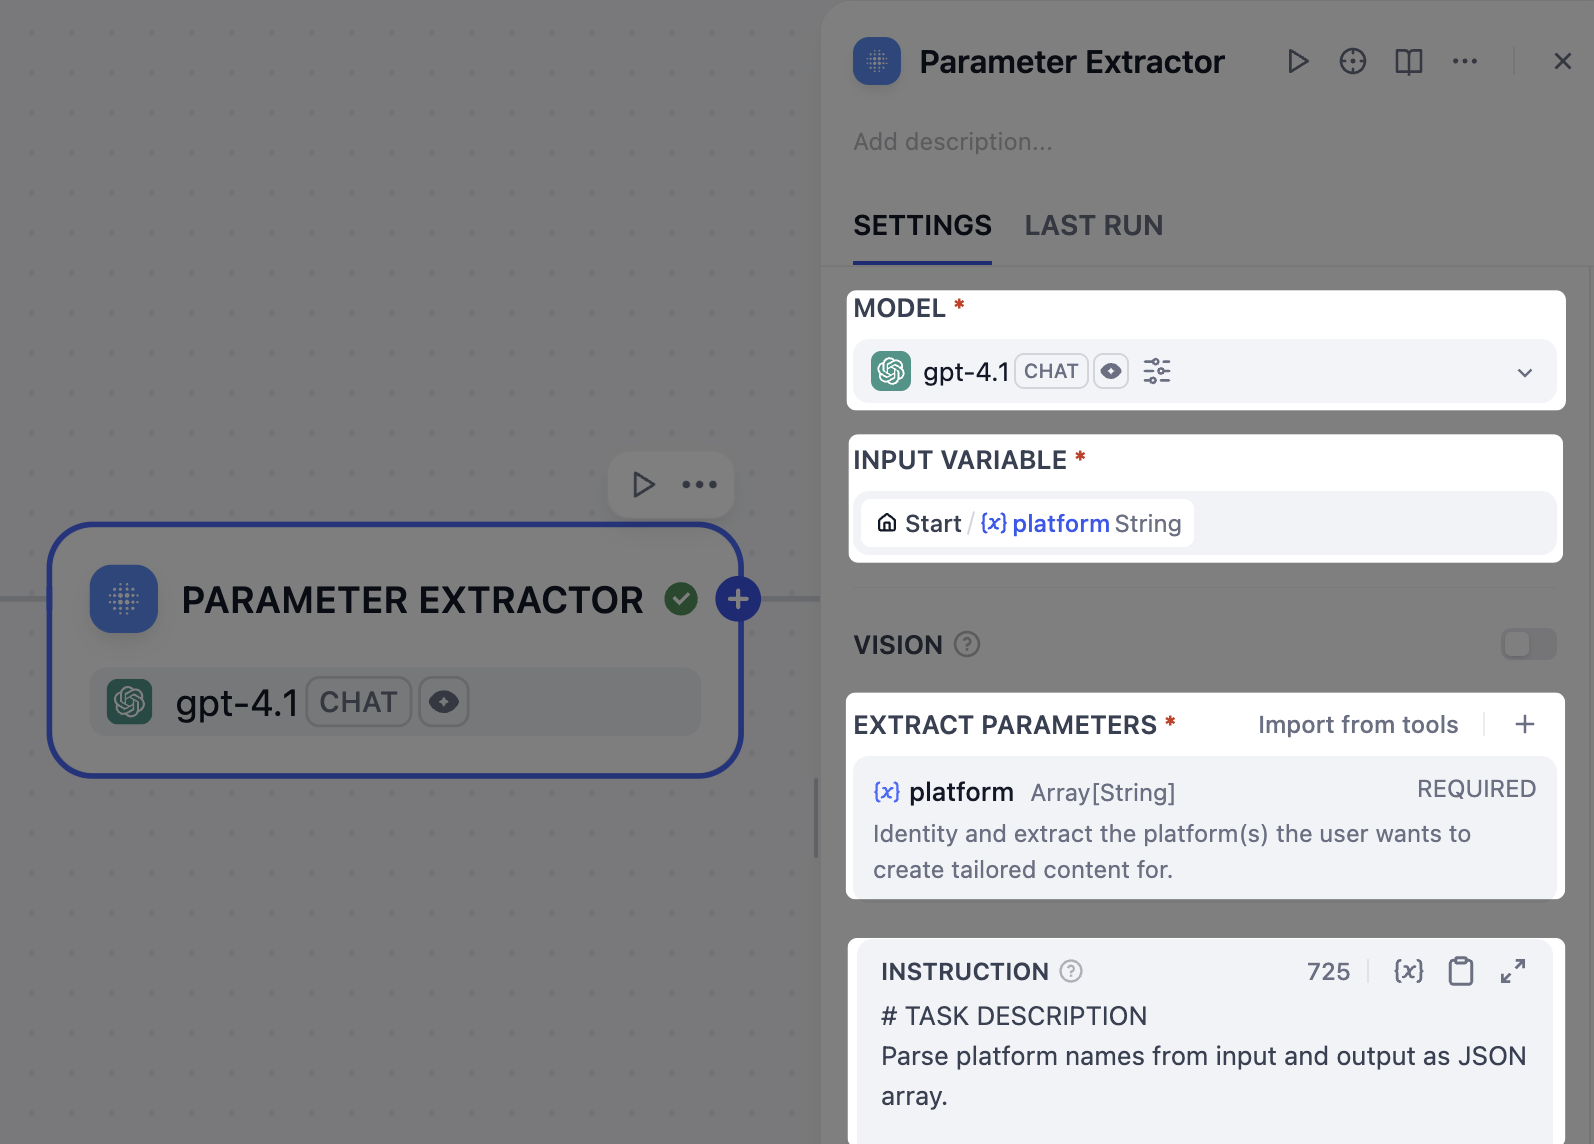 Parameter Extractor
Add description...
SETTINGS
LAST RUN
MODEL *
gpt-4.1 CHAT
INPUT VARIABLE *
Start / {x} platform String
VISION ?
EXTRACT PARAMETERS * Import from tools +
{x} platform Array[String] REQUIRED
Identity and extract the platform(s) the user wants to
create tailored content for.
INSTRUCTION ? 725 {x}
# TASK DESCRIPTION
Parse platform names from input and output as JSON
array.
PARAMETER EXTRACTOR
gpt-4.1 CHAT